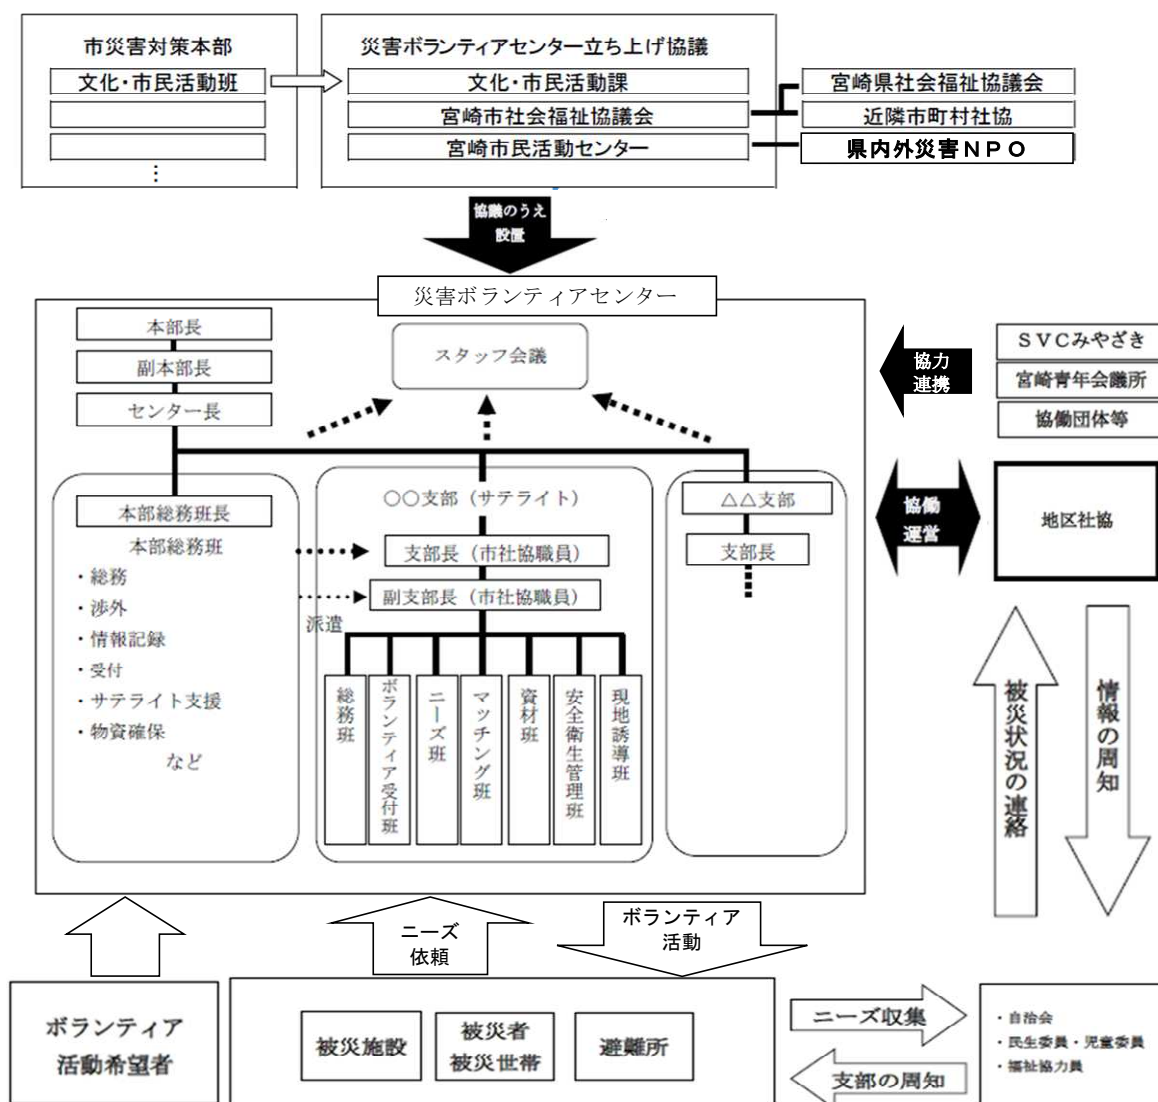 市災害対策本部
文化・市民活動班
⋮
災害ボランティアセンター立ち上げ協議
文化・市民活動課
宮崎市社会福祉協議会
宮崎市民活動センター
宮崎県社会福祉協議会
近隣市町村社協
県内外災害NPO
協議のうえ
設置
災害ボランティアセンター
本部長
副本部長
センター長
スタッフ会議
協力
連携
SVCみやざき
宮崎青年会議所
協働団体等
本部総務班長
本部総務班
・総務
・渉外
・情報記録
・受付
・サテライト支援
・物資確保
など
派遣
〇〇支部(サテライト)
支部長(市社協職員)
副支部長(市社協職員)
総務班
ボランティア受付班
ニーズ班
マッチング班
資材班
安全衛生管理班
現地誘導班
△△支部
支部長
協働
運営
地区社協
被災状況の連絡
情報の周知
ニーズ
依頼
ボランティア
活動
ボランティア
活動希望者
被災施設
被災者
被災世帯
避難所
ニーズ収集
支部の周知
・自治会
・民生委員・児童委員
・福祉協力員